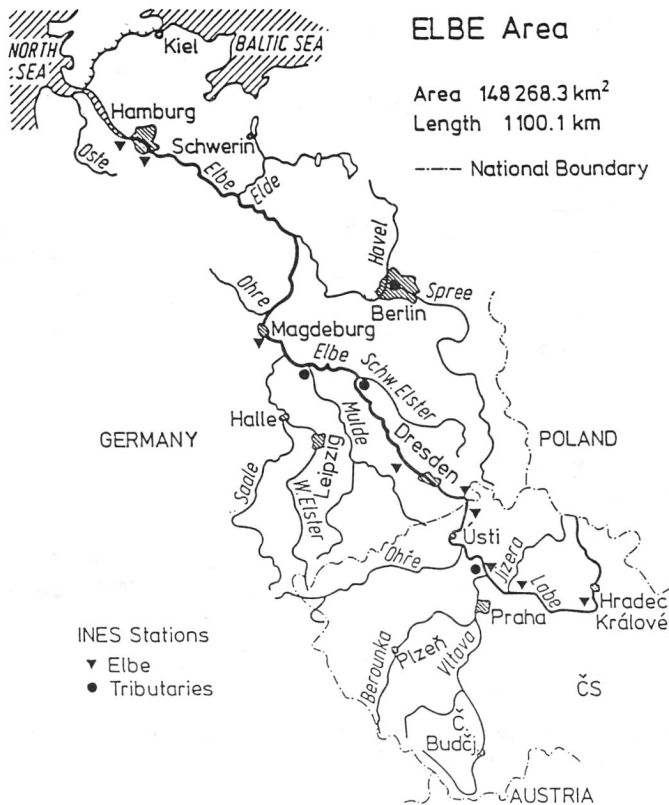 ELBE Area
Area 148 268.3 km²
Length 1100.1 km
National Boundary
NORTH
SEA
BALTIC SEA
Kiel
Hamburg
Schwerin
Oste
Elbe
Elde
Havel
Ohre
Berlin
Spree
Magdeburg
Elbe
Schw. Elster
Halle
Mulde
GERMANY
Leipzig
Dresden
POLAND
Saale
W. Elster
Ústí
Ohře
Jizera
Labe
Hradec
Králové
Praha
INES Stations
Elbe
Tributaries
Berounka
Plzeň
Vltava
ČS
Č.
Budčj.
AUSTRIA